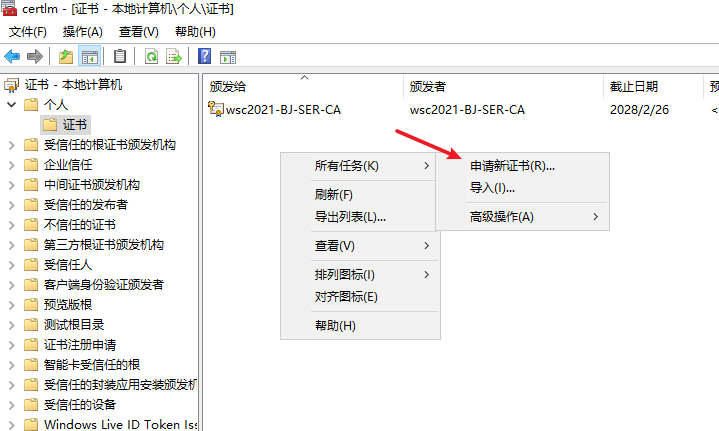 certlm - [证书 - 本地计算机\个人\证书]
文件(F) 操作(A) 查看(V) 帮助(H)
证书 - 本地计算机
个人
证书
受信任的根证书颁发机构
企业信任
中间证书颁发机构
受信任的发布者
不信任的证书
第三方根证书颁发机构
受信任人
客户端身份验证颁发者
预览版根
测试根目录
证书注册申请
智能卡受信任的根
受信任的封装应用安装颁发机
受信任的设备
Windows Live ID Token Iss
颁发给 颁发者 截止日期 预
wsc2021-BJ-SER-CA wsc2021-BJ-SER-CA 2028/2/26 <
所有任务(K)
刷新(F)
导出列表(L)...
查看(V)
排列图标(I)
对齐图标(E)
帮助(H)
申请新证书(R)...
导入(I)...
高级操作(A)